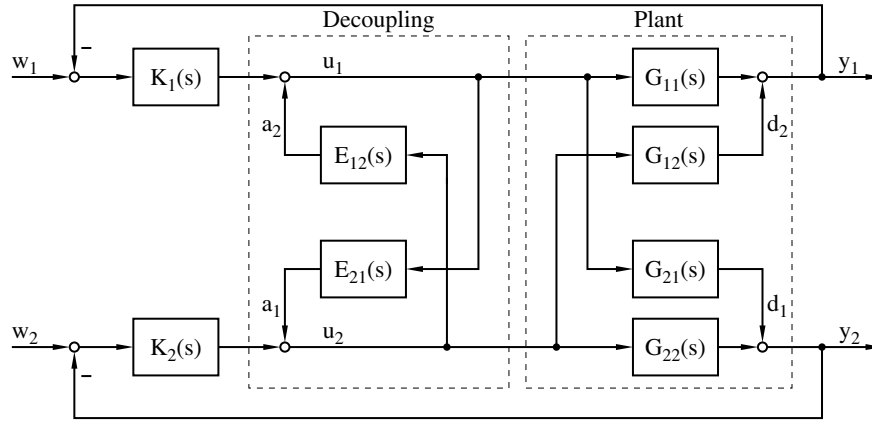 Decoupling Plant
w₁ − K₁(s) u₁ G₁₁(s) y₁
a₂ E₁₂(s) G₁₂(s) d₂
E₂₁(s) G₂₁(s)
a₁ d₁
w₂ K₂(s) u₂ G₂₂(s) y₂
−